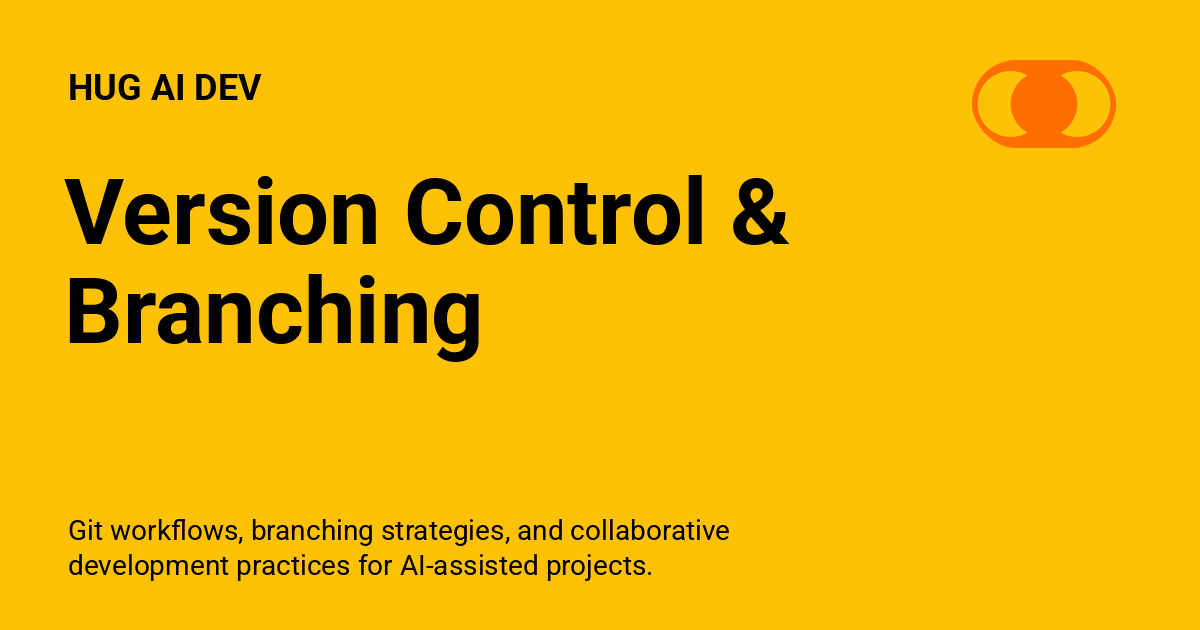 HUG AI DEV
Version Control &
Branching
Git workflows, branching strategies, and collaborative
development practices for AI-assisted projects.